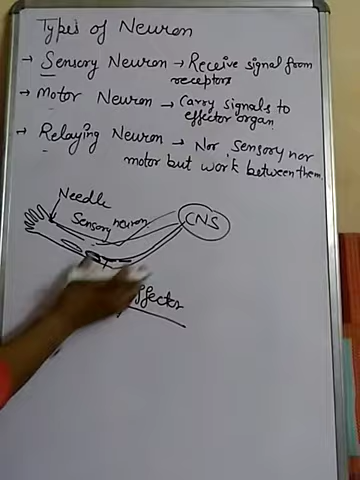 Types of Neuron
→ Sensory Neuron → Receive signal from
receptors
→ Motor Neuron → Carry signals to
effector organ.
→ Relaying Neuron → Nor Sensory nor
motor but work between them.
Needle
Sensory neuron.
CNS
effector